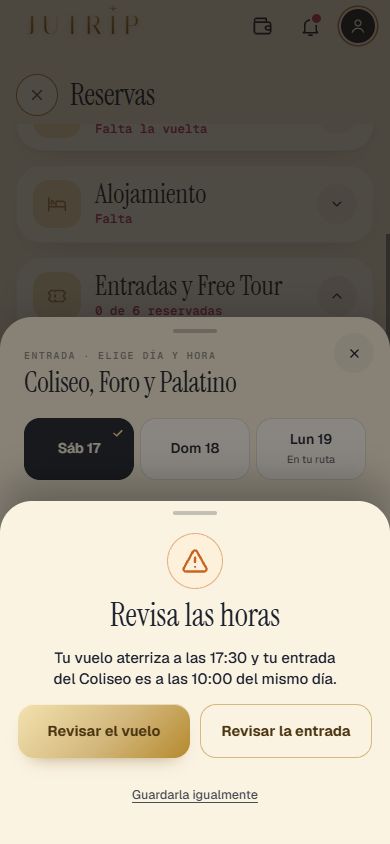 JUTRIP
Reservas
Falta la vuelta
Alojamiento
Falta
Entradas y Free Tour
0 de 6 reservadas
ENTRADA · ELIGE DÍA Y HORA
Coliseo, Foro y Palatino
Sáb 17
Dom 18
Lun 19
En tu ruta
Revisa las horas
Tu vuelo aterriza a las 17:30 y tu entrada
del Coliseo es a las 10:00 del mismo día.
Revisar el vuelo
Revisar la entrada
Guardarla igualmente